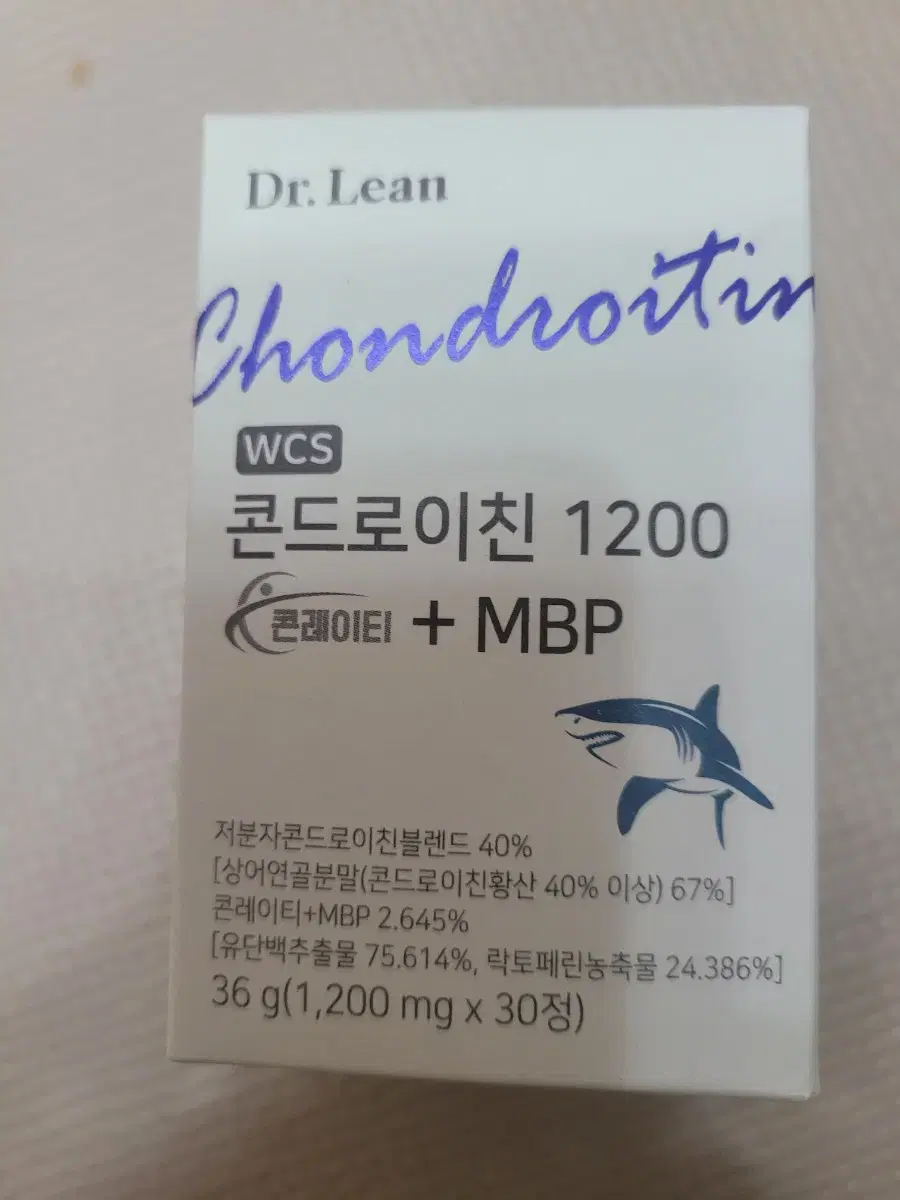 Dr. Lean
Chondroitin
WCS
콘드로이친 1200
콘레이티 + MBP
저분자콘드로이친블렌드 40%
[상어연골분말(콘드로이친황산 40% 이상) 67%]
콘레이티+MBP 2.645%
[유단백추출물 75.614%, 락토페린농축물 24.386%]
36 g(1,200 mg x 30정)